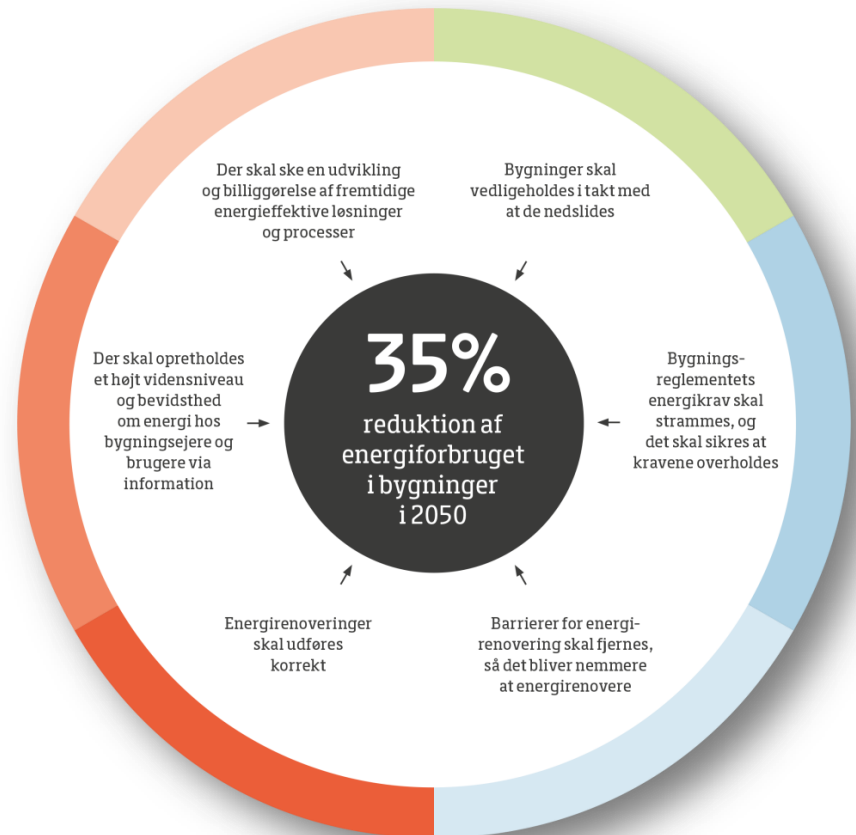 Der skal ske en udvikling
og billiggørelse af fremtidige
energieffektive løsninger
og processer
Bygninger skal
vedligeholdes i takt med
at de nedslides
Der skal opretholdes
et højt vidensniveau
og bevidsthed
om energi hos
bygningsejere og
brugere via
information
35%
reduktion af
energiforbruget
i bygninger
i 2050
Bygnings-
reglementets
energikrav skal
strammes, og
det skal sikres at
kravene overholdes
Energirenoveringer
skal udføres
korrekt
Barrierer for energi-
renovering skal fjernes,
så det bliver nemmere
at energirenovere